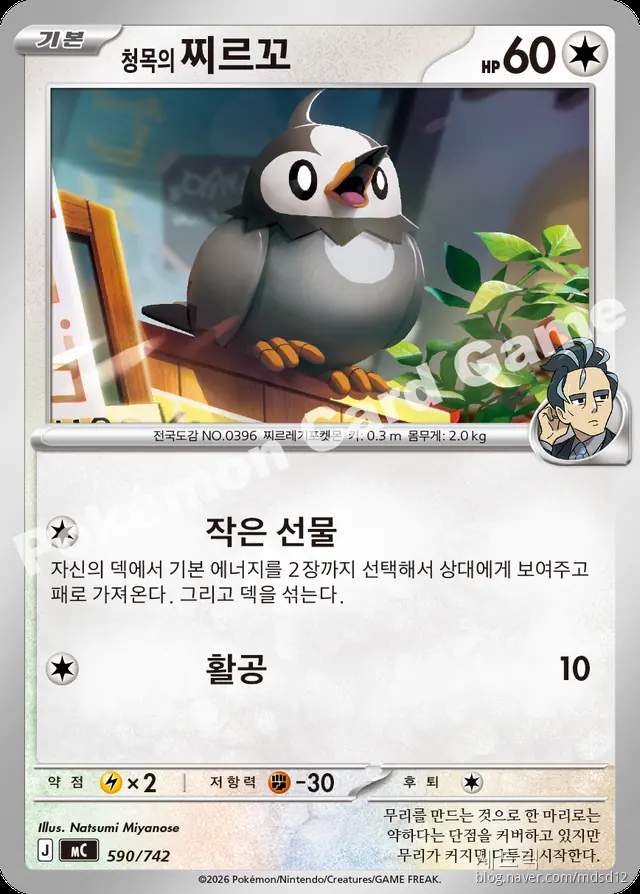 기본
청목의 찌르꼬
HP 60
전국도감 NO.0396 찌르레기포켓몬 키: 0.3 m 몸무게: 2.0 kg
작은 선물
자신의 덱에서 기본 에너지를 2장까지 선택해서 상대에게 보여주고
패로 가져온다. 그리고 덱을 섞는다.
활공 10
약점 ×2 저항력 -30 후퇴
Illus. Natsumi Miyanose
J MC 590/742
무리를 만드는 것으로 한 마리로는
약하다는 단점을 커버하고 있지만
무리가 커지면 다툼을 시작한다.
©2026 Pokémon/Nintendo/Creatures/GAME FREAK.
Pokémon Card Game
blog.naver.com/mdsd12